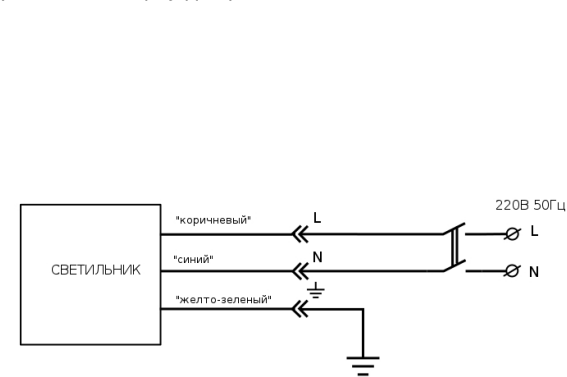 220В 50Гц
"коричневый" L L
"синий" N N
СВЕТИЛЬНИК
"желто-зеленый"